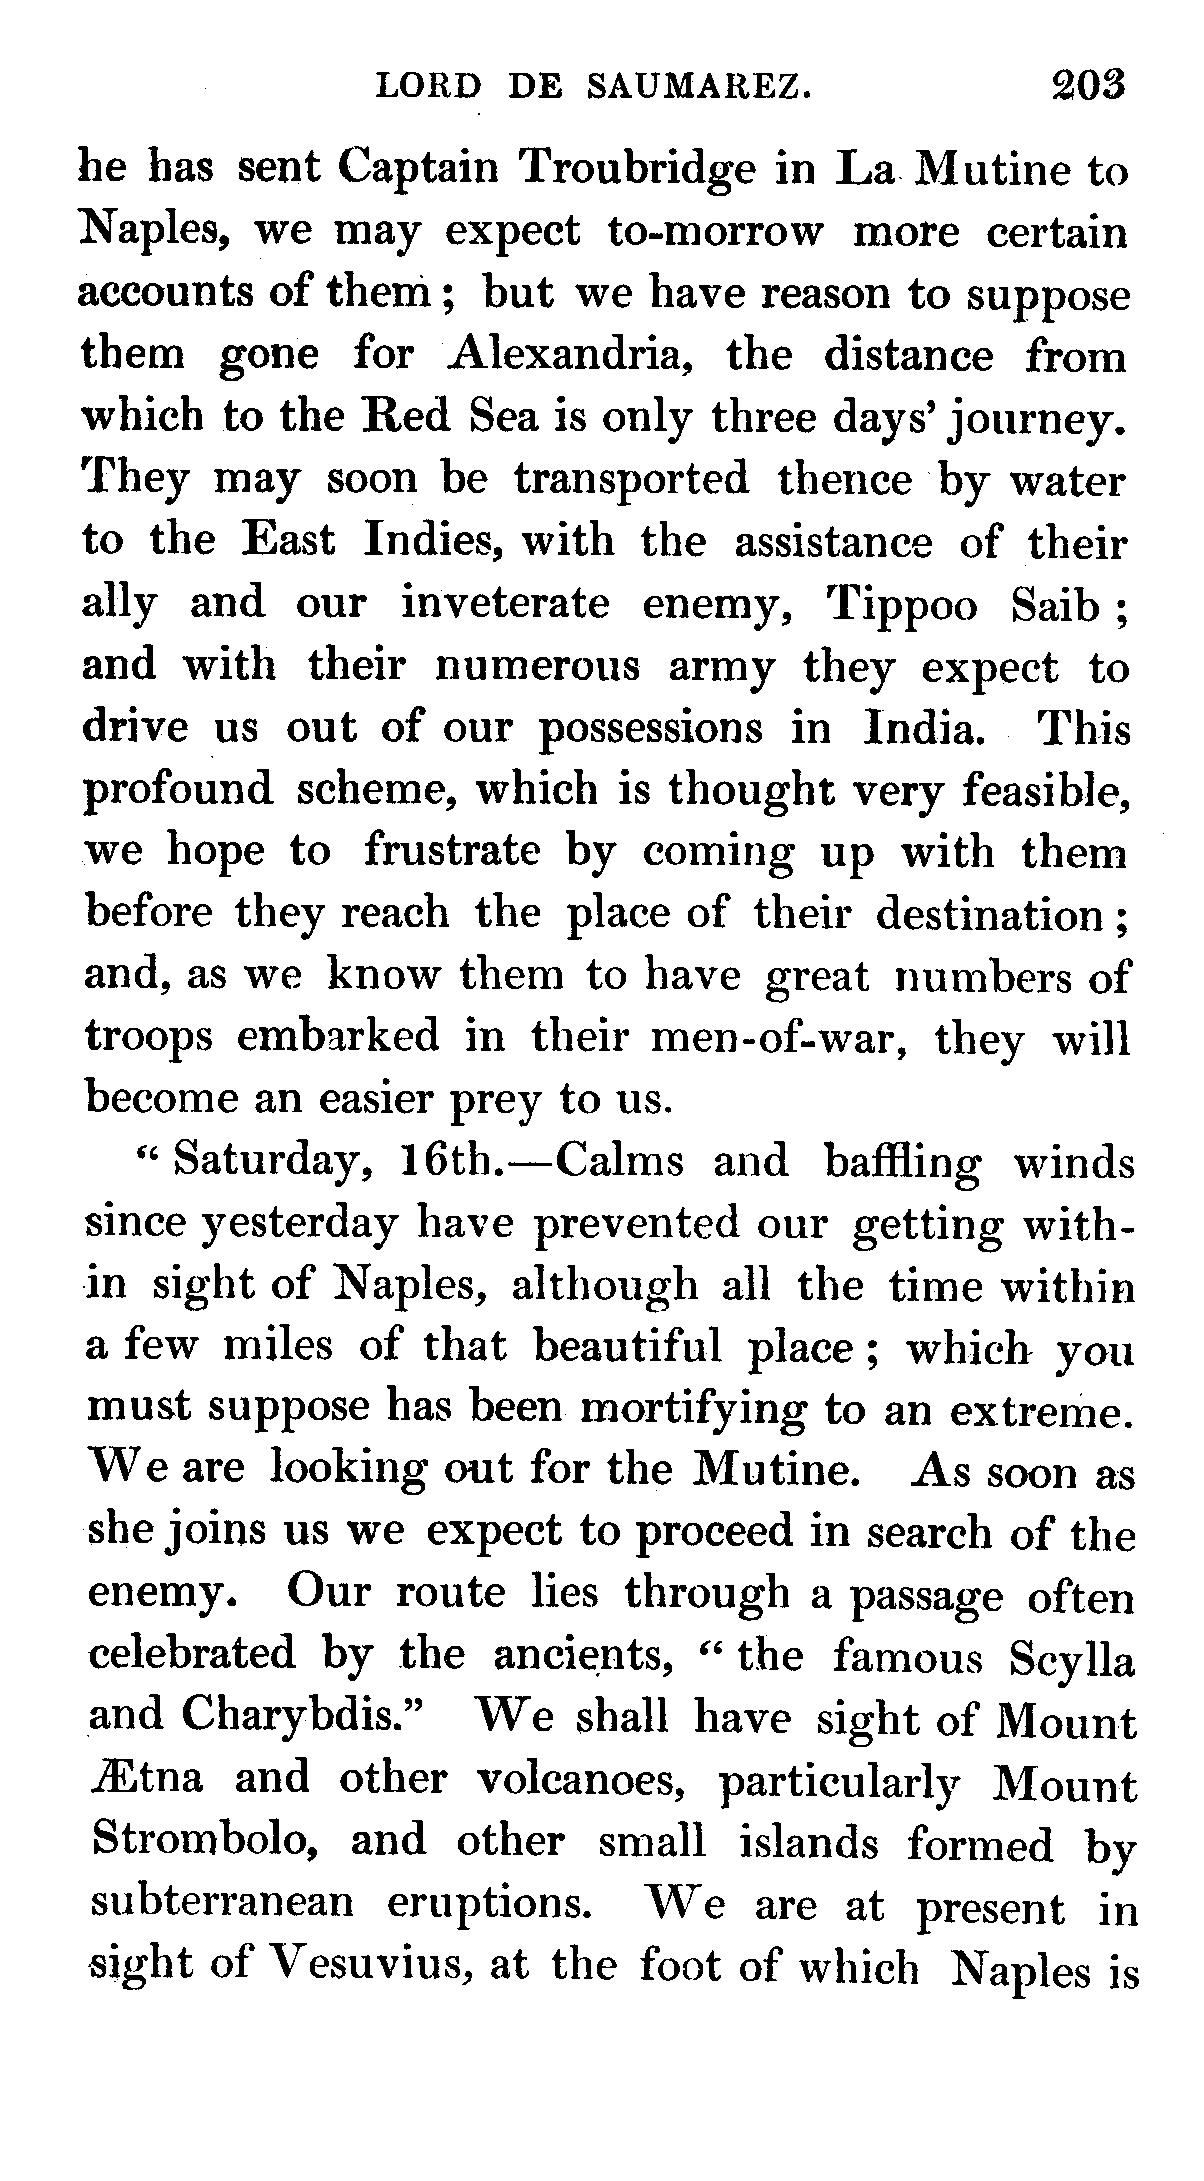 LORD DE SAUMAREZ. 203
he has sent Captain Troubridge in La Mutine to
Naples, we may expect to-morrow more certain
accounts of them ; but we have reason to suppose
them gone for Alexandria, the distance from
which to the Red Sea is only three days' journey.
They may soon be transported thence by water
to the East Indies, with the assistance of their
ally and our inveterate enemy, Tippoo Saib ;
and with their numerous army they expect to
drive us out of our possessions in India. This
profound scheme, which is thought very feasible,
we hope to frustrate by coming up with them
before they reach the place of their destination ;
and, as we know them to have great numbers of
troops embarked in their men-of-war, they will
become an easier prey to us.
“ Saturday, 16th.—Calms and baffling winds
since yesterday have prevented our getting with-
in sight of Naples, although all the time within
a few miles of that beautiful place ; which you
must suppose has been mortifying to an extreme.
We are looking out for the Mutine. As soon as
she joins us we expect to proceed in search of the
enemy. Our route lies through a passage often
celebrated by the ancients, “ the famous Scylla
and Charybdis.” We shall have sight of Mount
Ætna and other volcanoes, particularly Mount
Strombolo, and other small islands formed by
subterranean eruptions. We are at present in
sight of Vesuvius, at the foot of which Naples is